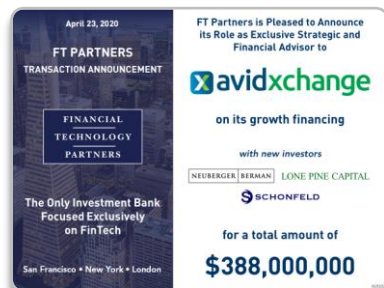 April 23, 2020
FT PARTNERS
TRANSACTION ANNOUNCEMENT
FINANCIAL
TECHNOLOGY
PARTNERS
The Only Investment Bank
Focused Exclusively
on FinTech
San Francisco • New York • London
FT Partners is Pleased to Announce
its Role as Exclusive Strategic and
Financial Advisor to
avidxchange
on its growth financing
with new investors
NEUBERGER BERMAN LONE PINE CAPITAL
SCHONFELD
for a total amount of
$388,000,000